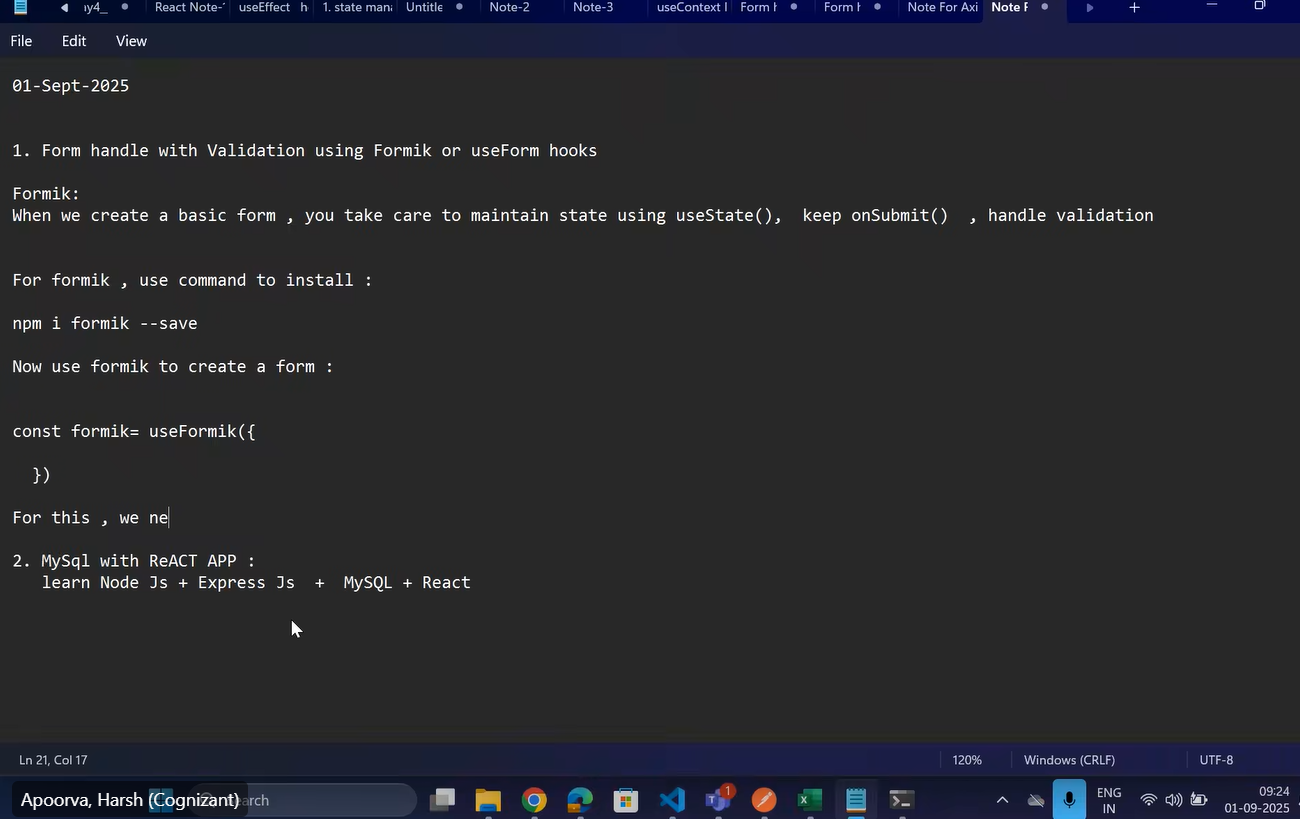 ıy4_
React Note-
useEffect h
1. state mana
Untitle
Note-2
Note-3
useContext
Form
Form
Note For Axi
Note F
File Edit View
01-Sept-2025
1. Form handle with Validation using Formik or useForm hooks
Formik:
When we create a basic form , you take care to maintain state using useState(),  keep onSubmit()  , handle validation
For formik , use command to install :
npm i formik --save
Now use formik to create a form :
const formik= useFormik({
})
For this , we ne
2. MySql with ReACT APP :
learn Node Js + Express Js  +  MySQL + React
Ln 21, Col 17
120%
Windows (CRLF)
UTF-8
Apoorva, Harsh (Cognizant)
1
ENG
IN
09:24
01-09-2025